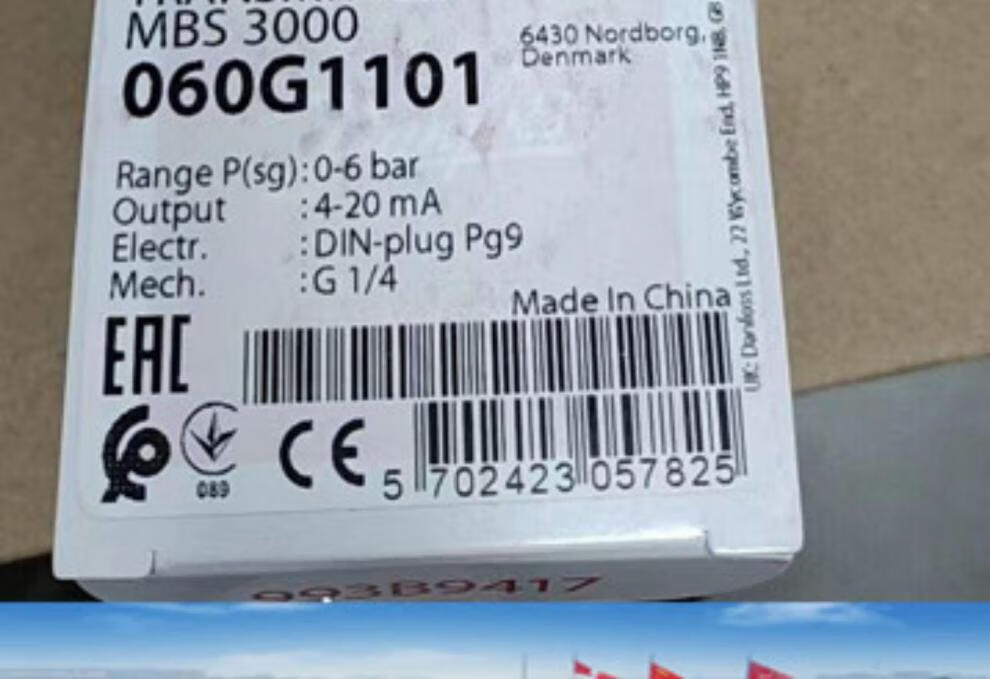 MBS 3000
060G1101
6430 Nordborg,
Denmark
Range P(sg): 0-6 bar
Output : 4-20 mA
Electr. : DIN-plug Pg9
Mech. : G 1/4
Made In China
EAC
089
CE
5 702423 057825
UK: Danfoss Ltd., 22 Wycombe End, HP9 1NB, GB
093B9417